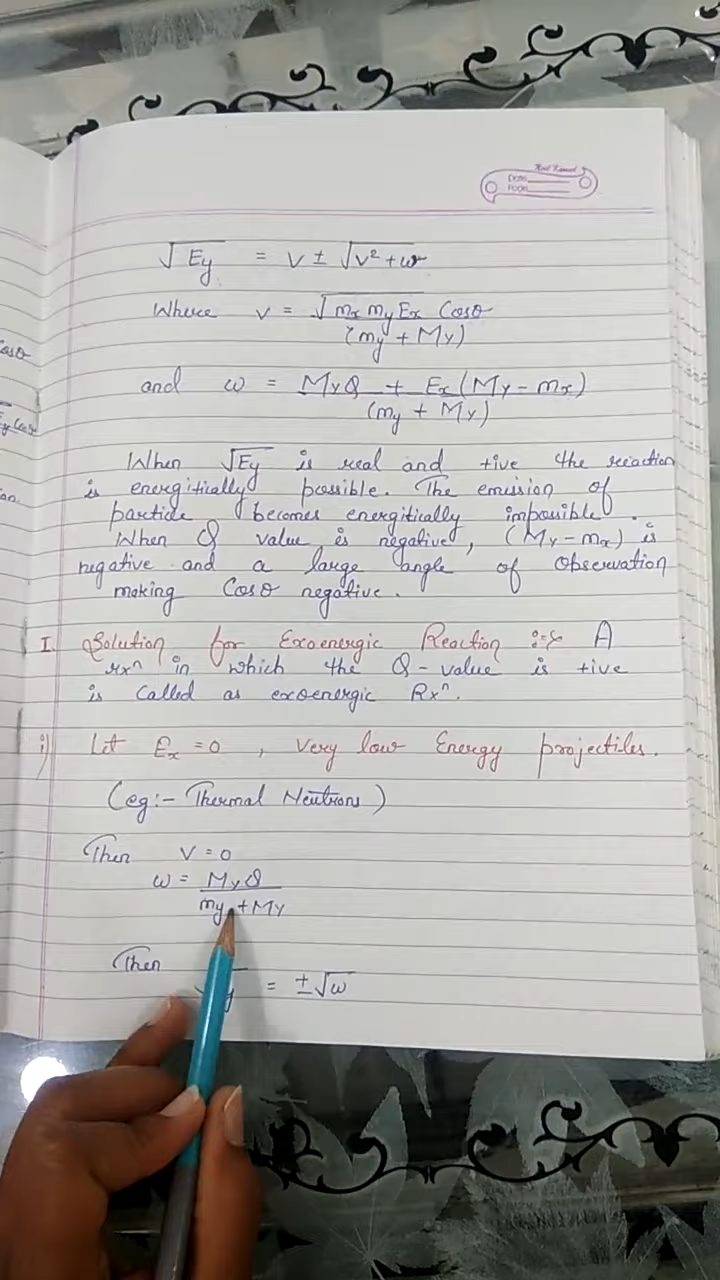 Date
Page
√Ey = v ± √v² + ω
Where v = √mx my Ex Cosθ
(my + My)
and ω = MyQ + Ex (My - mx)
(my + My)
When √Ey is real and +ive the reaction
is energitically possible. The emission of
particle becomes energitically impossible.
When Q value is negative, (My - mx) is
negative and a large angle of observation
making Cosθ negative.
I. Solution for Exoenergic Reaction :- A
rxⁿ in which the Q-value is +ive
is called as exoenergic Rxⁿ.
i) Let Ex = 0, Very low Energy projectiles.
(eg:- Thermal Neutrons)
Then v = 0
ω = MyQ
my + My
Then
y = ±√ω